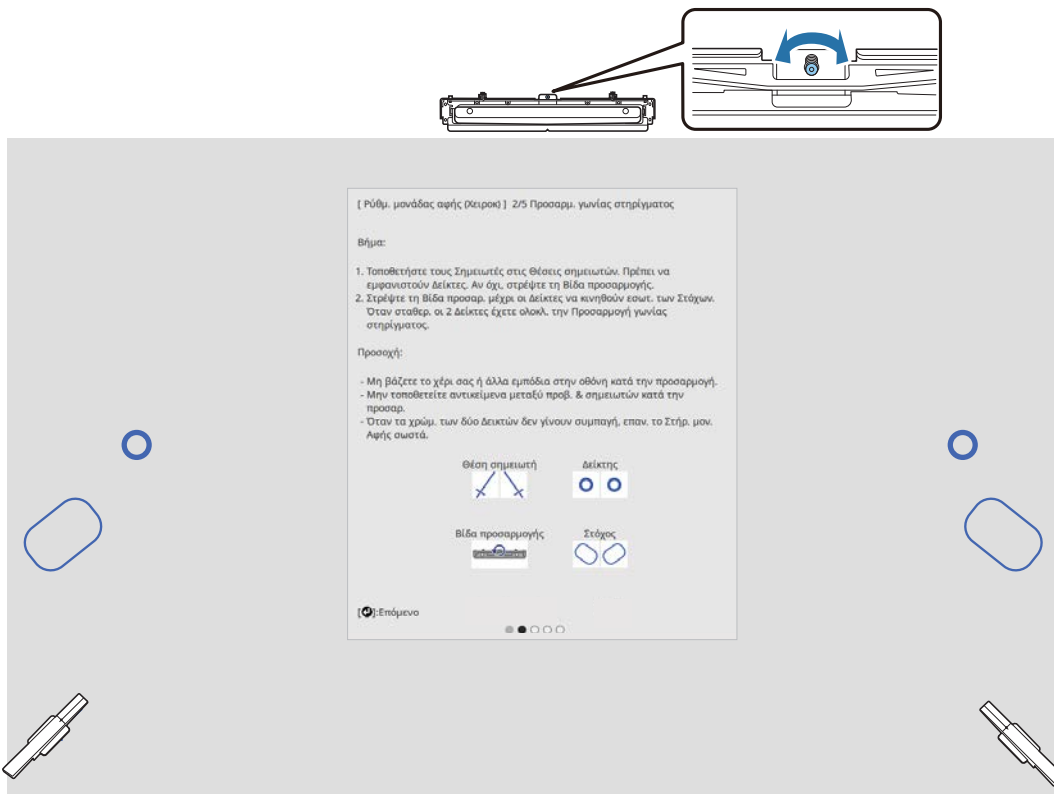 [ Ρύθμ. μονάδας αφής (Χειροκ) ] 2/5 Προσαρμ. γωνίας στηρίγματος
Βήμα:
1. Τοποθετήστε τους Σημειωτές στις Θέσεις σημειωτών. Πρέπει να
εμφανιστούν Δείκτες. Αν όχι, στρέψτε τη Βίδα προσαρμογής.
2. Στρέψτε τη Βίδα προσαρ. μέχρι οι Δείκτες να κινηθούν εσωτ. των Στόχων.
Όταν σταθερ. οι 2 Δείκτες έχετε ολοκλ. την Προσαρμογή γωνίας
στηρίγματος.
Προσοχή:
- Μη βάζετε το χέρι σας ή άλλα εμπόδια στην οθόνη κατά την προσαρμογή.
- Μην τοποθετείτε αντικείμενα μεταξύ προβ. & σημειωτών κατά την
προσαρ.
- Όταν τα χρώμ. των δύο Δεικτών δεν γίνουν συμπαγή, επαν. το Στήρ. μον.
Αφής σωστά.
Θέση σημειωτή Δείκτης
Βίδα προσαρμογής Στόχος
[↵]:Επόμενο